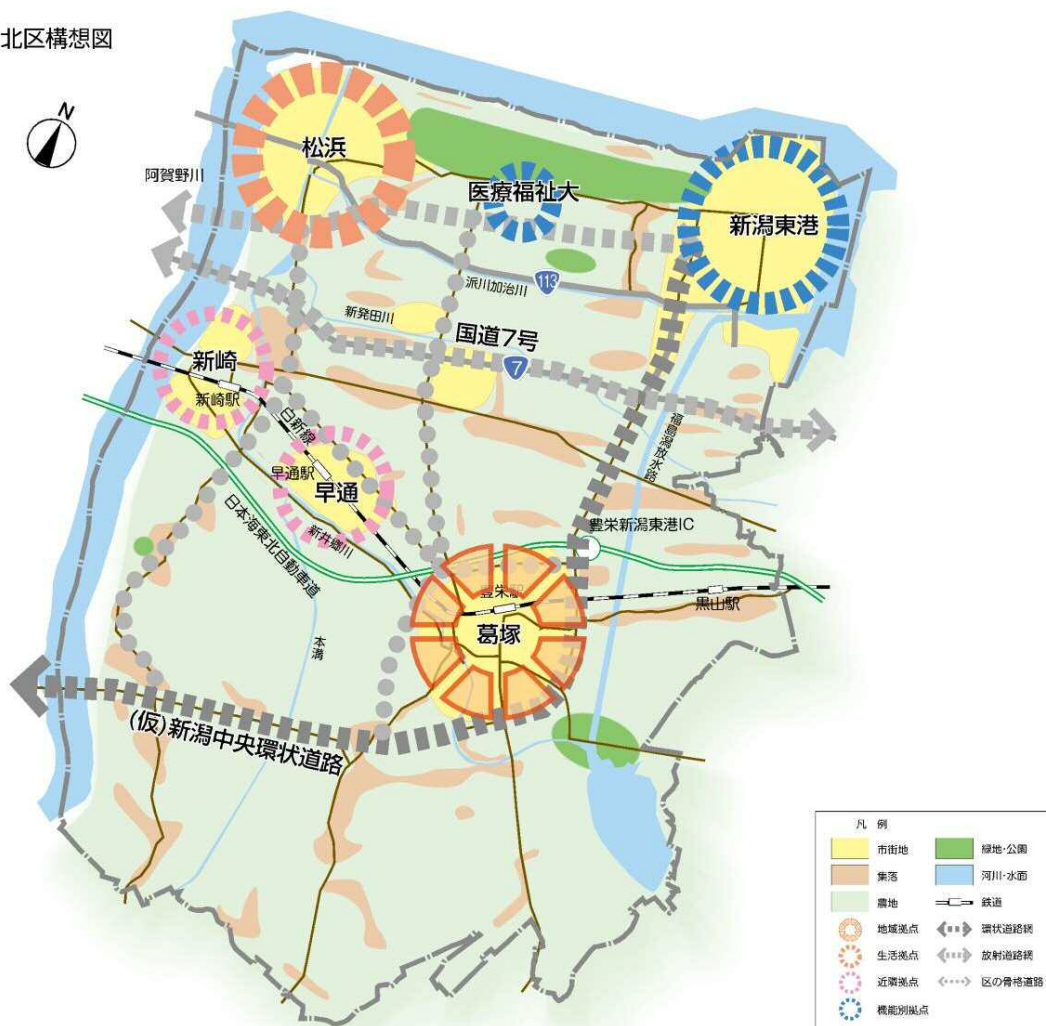 北区構想図
N
松浜
阿賀野川
医療福祉大
新潟東港
113
派川加治川
新発田川
国道7号
7
新崎
新崎駅
白新線
福島潟放水路
早通駅
早通
新井郷川
日本海東北自動車道
豊栄新潟東港IC
豊栄駅
黒山駅
葛塚
本溝
(仮)新潟中央環状道路
凡 例
市街地
緑地・公園
集落
河川・水面
農地
鉄道
地域拠点
環状道路網
生活拠点
放射道路網
近隣拠点
区の骨格道路
機能別拠点